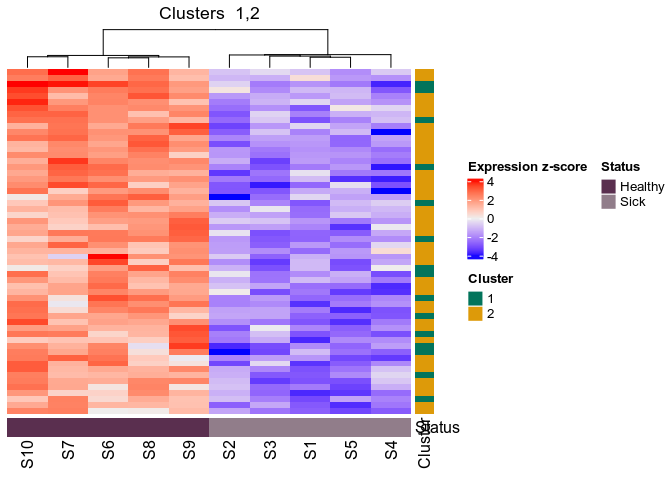 Clusters 1,2
Expression z-score
4
2
0
-2
-4
Status
Healthy
Sick
Cluster
1
2
Status
Cluster
S10
S7
S6
S8
S9
S2
S3
S1
S5
S4